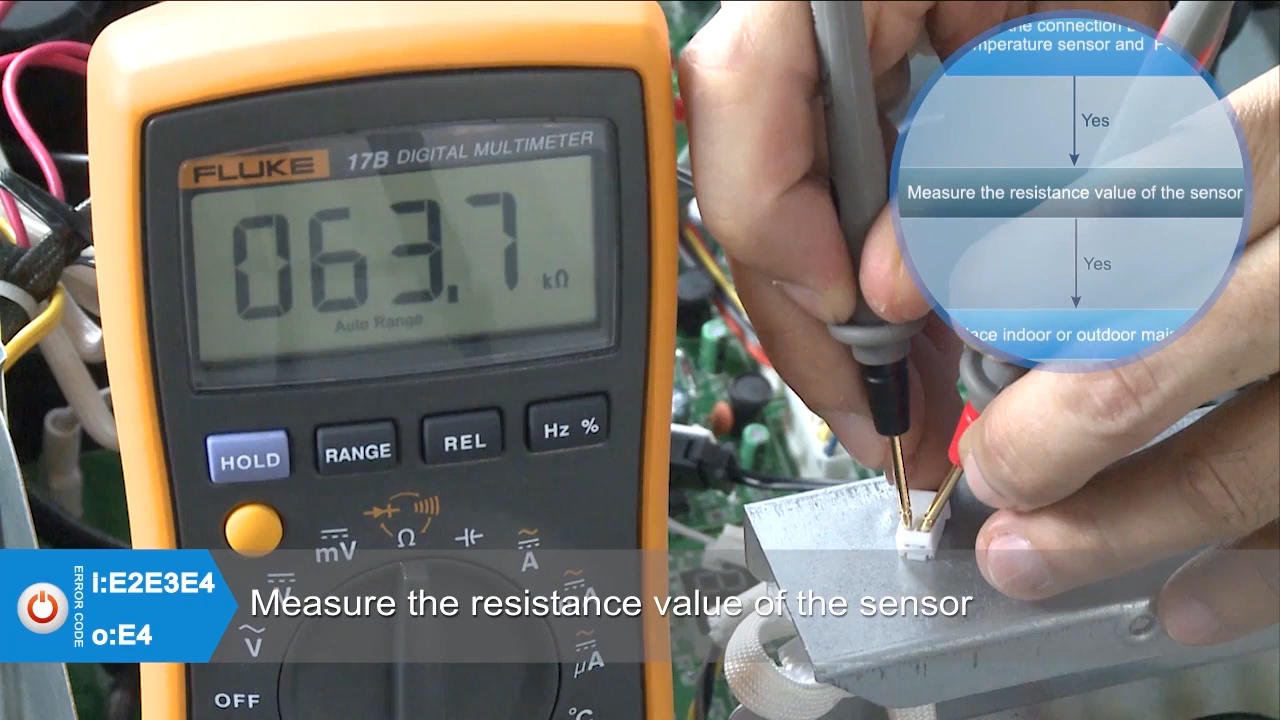 FLUKE 17B DIGITAL MULTIMETER
063.7 kΩ
Auto Range
HOLD RANGE REL Hz %
mV Ω A
V
V
OFF
A
µA
°C
the connection
mperature sensor and
Yes
Measure the resistance value of the sensor
Yes
ace indoor or outdoor mai
ERROR CODE
i:E2E3E4
o:E4
Measure the resistance value of the sensor